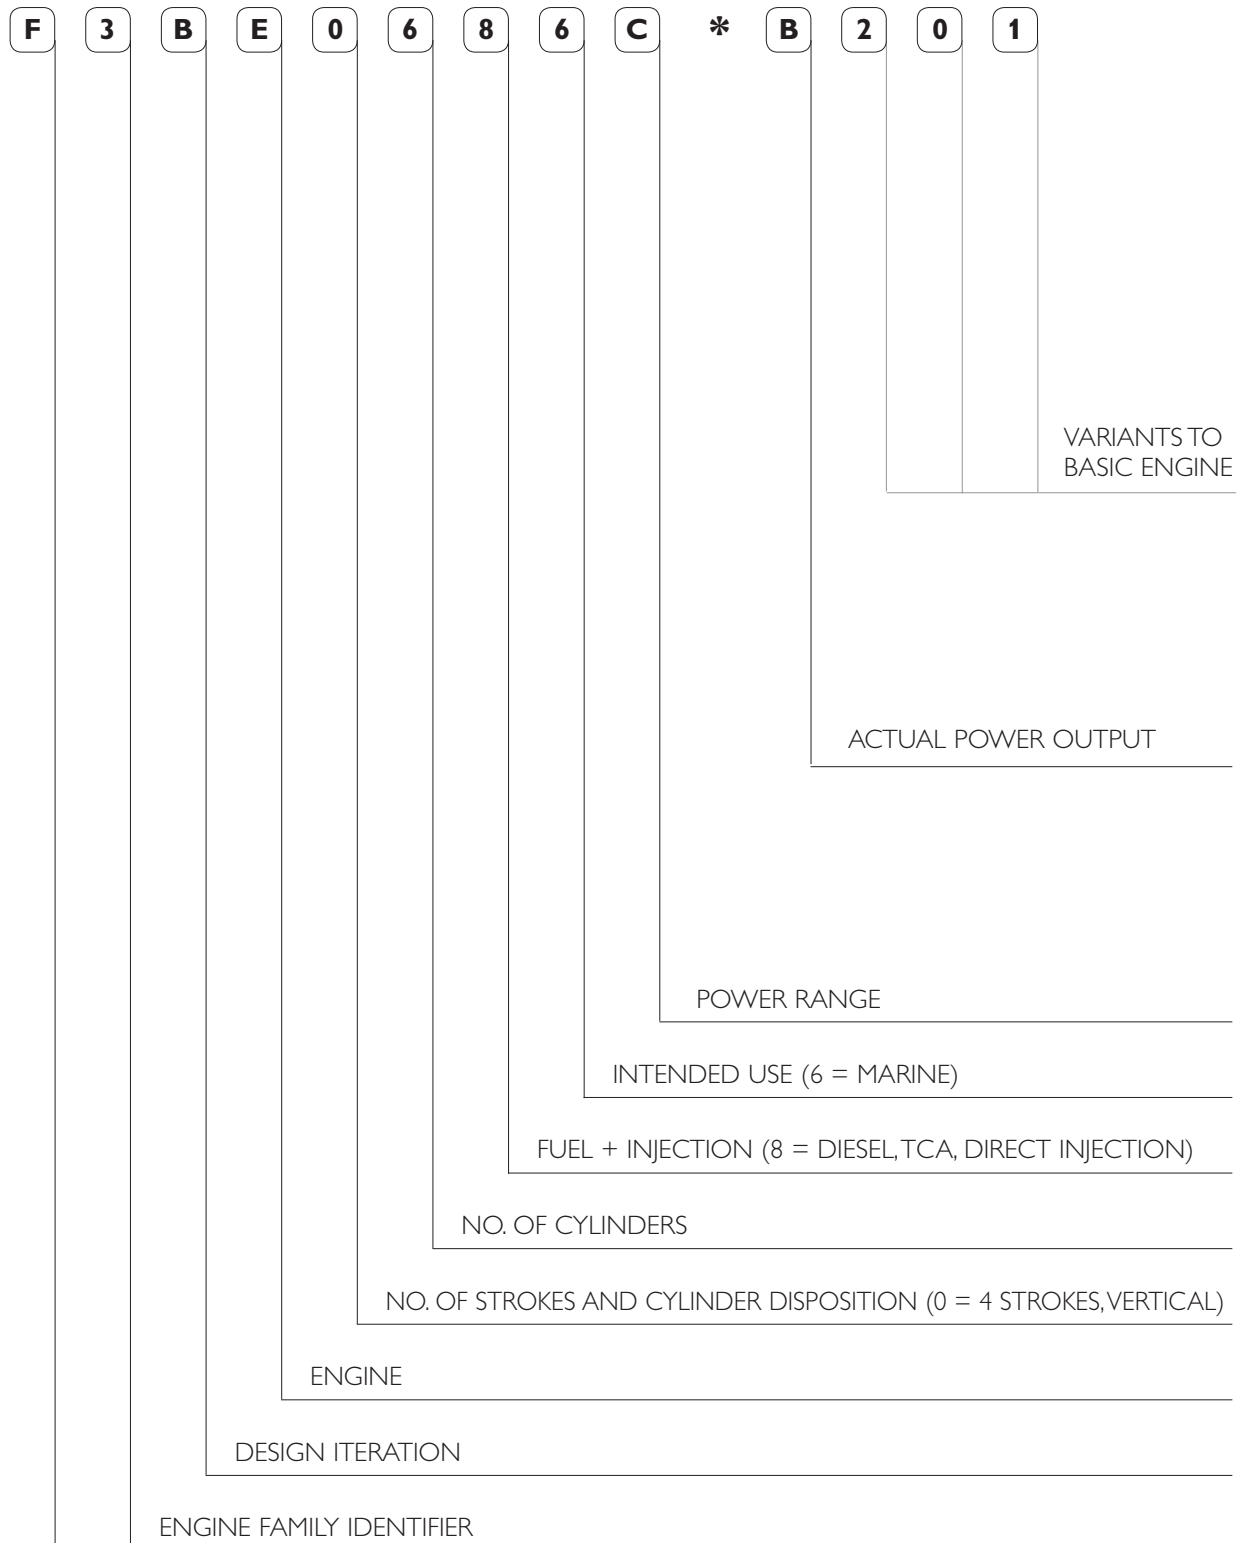 F 3 B E 0 6 8 6 C * B 2 0 1
VARIANTS TO
BASIC ENGINE
ACTUAL POWER OUTPUT
POWER RANGE
INTENDED USE (6 = MARINE)
FUEL + INJECTION (8 = DIESEL, TCA, DIRECT INJECTION)
NO. OF CYLINDERS
NO. OF STROKES AND CYLINDER DISPOSITION (0 = 4 STROKES, VERTICAL)
ENGINE
DESIGN ITERATION
ENGINE FAMILY IDENTIFIER